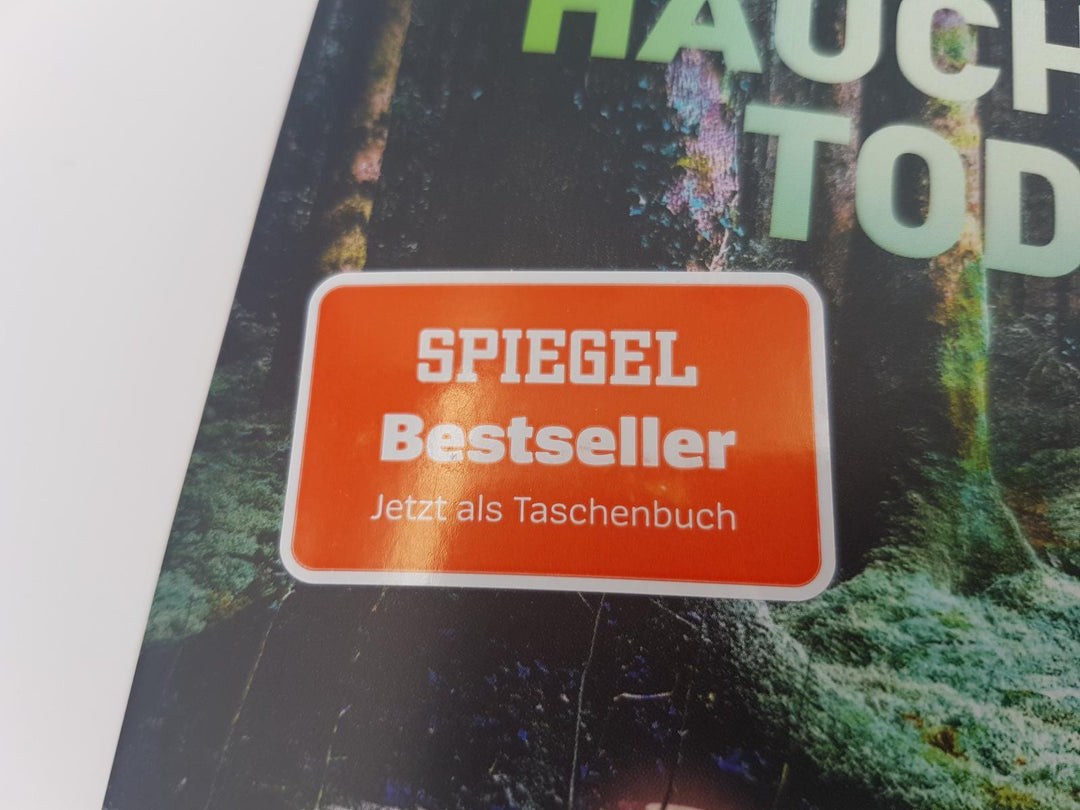 HAUCH
TOD
SPIEGEL
Bestseller
Jetzt als Taschenbuch